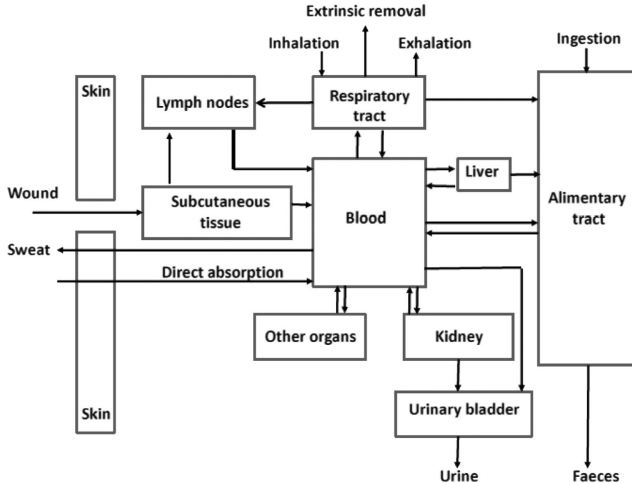 Extrinsic removal
Inhalation
Exhalation
Ingestion
Skin
Lymph nodes
Respiratory
tract
Liver
Wound
Subcutaneous
tissue
Blood
Alimentary
tract
Sweat
Direct absorption
Other organs
Kidney
Skin
Urinary bladder
Urine
Faeces